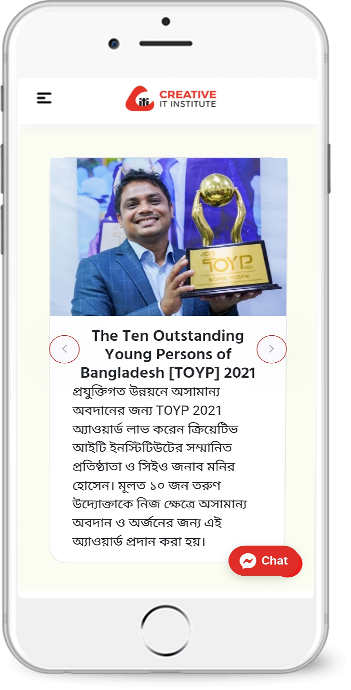 CREATIVE
IT INSTITUTE
TOYP
The Ten Outstanding
Young Persons of
Bangladesh [TOYP] 2021
প্রযুক্তিগত উন্নয়নে অসামান্য
অবদানের জন্য TOYP 2021
অ্যাওয়ার্ড লাভ করেন ক্রিয়েটিভ
আইটি ইনস্টিটিউটের সম্মানিত
প্রতিষ্ঠাতা ও সিইও জনাব মনির
হোসেন। মূলত ১০ জন তরুণ
উদ্যোক্তাকে নিজ ক্ষেত্রে অসামান্য
অবদান ও অর্জনের জন্য এই
অ্যাওয়ার্ড প্রদান করা হয়।
Chat